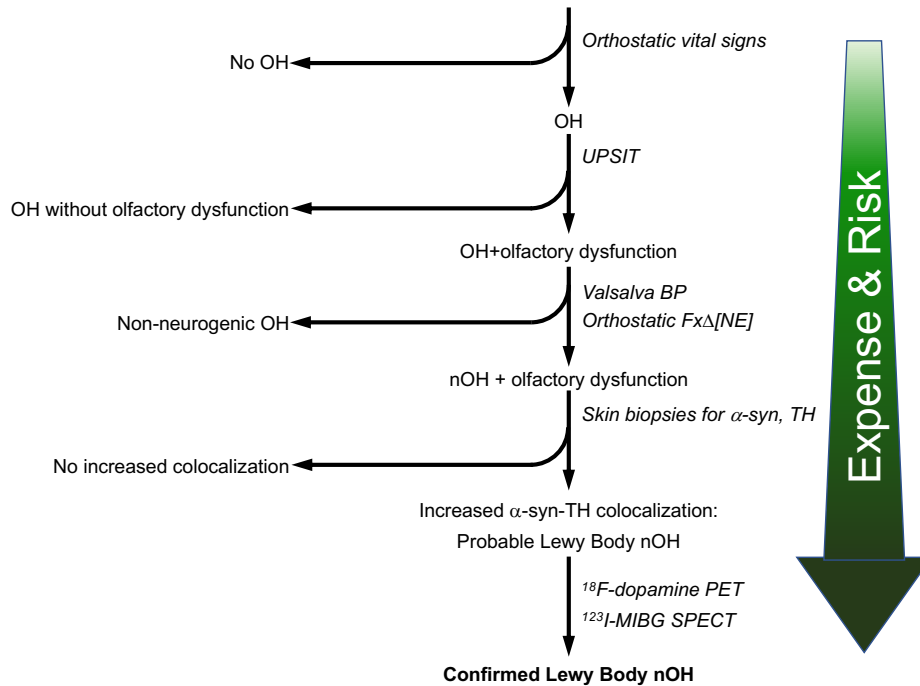 Orthostatic vital signs
No OH
OH
UPSIT
OH without olfactory dysfunction
OH+olfactory dysfunction
Valsalva BP
Non-neurogenic OH
Orthostatic FxΔ[NE]
nOH + olfactory dysfunction
Skin biopsies for α-syn, TH
No increased colocalization
Increased α-syn-TH colocalization:
Probable Lewy Body nOH
¹⁸F-dopamine PET
¹²³I-MIBG SPECT
Confirmed Lewy Body nOH
Expense & Risk